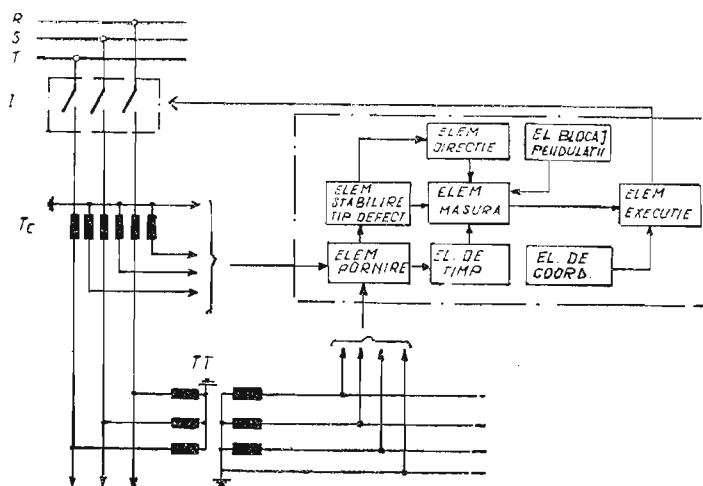 R
S
T
I
ELEM
DIRECTIE
EL BLOCAJ
PENDULATII
ELEM
STABILIRE
TIP DEFECT
ELEM
MASURA
ELEM
EXECUTIE
Tc
ELEM
PORNIRE
EL. DE
TIMP
EL. DE
COORD.
TT